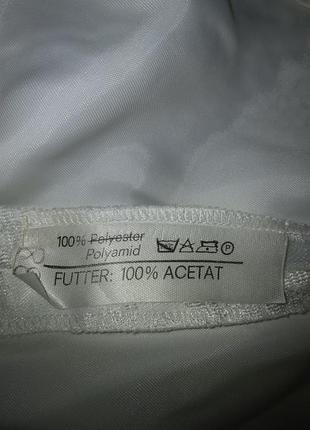 100% Polyester
Polyamid
FUTTER: 100% ACETAT